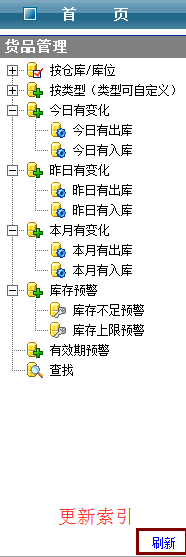 首 页
货品管理
按仓库/库位
按类型（类型可自定义）
今日有变化
今日有出库
今日有入库
昨日有变化
昨日有出库
昨日有入库
本月有变化
本月有出库
本月有入库
库存预警
库存不足预警
库存上限预警
有效期预警
查找
更新索引
刷新